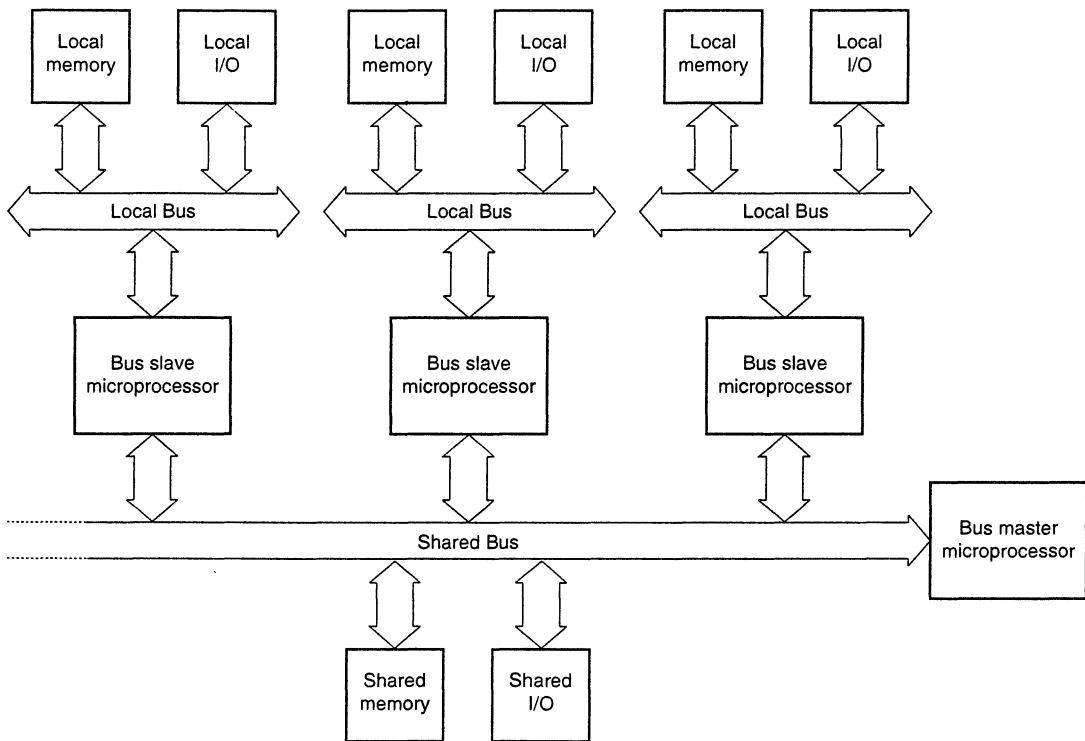 Local
memory
Local
I/O
Local
memory
Local
I/O
Local
memory
Local
I/O
Local Bus
Local Bus
Local Bus
Bus slave
microprocessor
Bus slave
microprocessor
Bus slave
microprocessor
Shared Bus
Bus master
microprocessor
Shared
memory
Shared
I/O